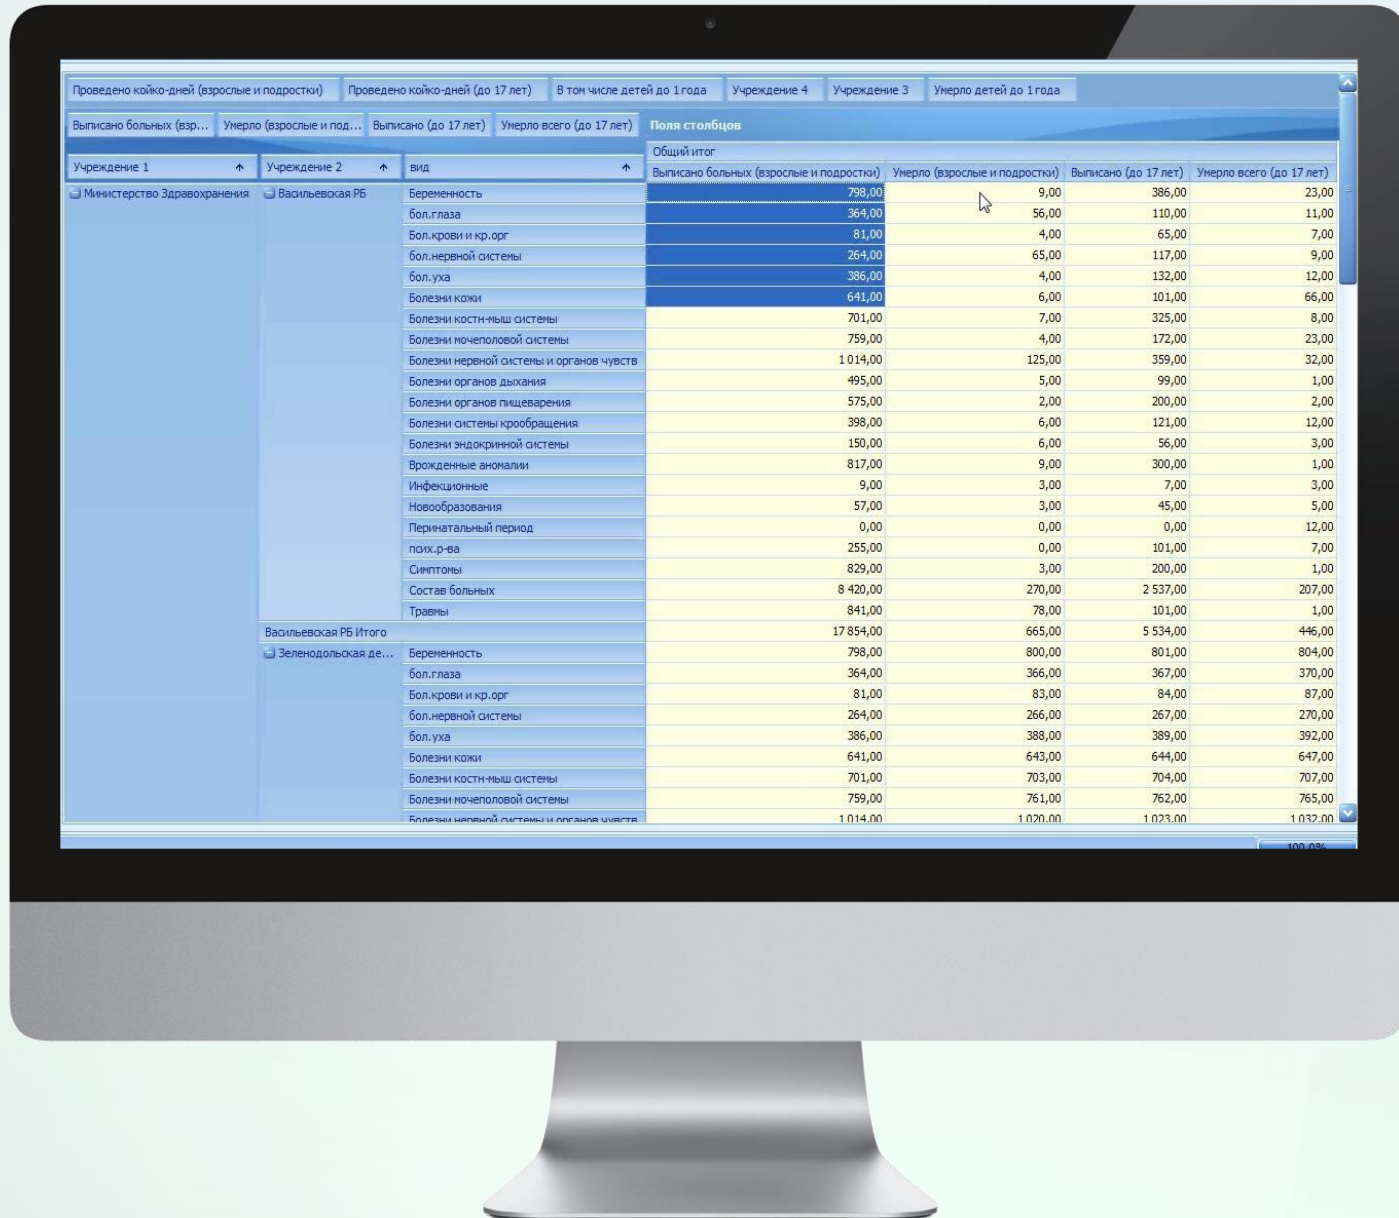 Проведено койко-дней (взрослые и подростки) Проведено койко-дней (до 17 лет) В том числе детей до 1 года Учреждение 4 Учреждение 3 Умерло детей до 1 года
Выписано больных (взр... Умерло (взрослые и под... Выписано (до 17 лет) Умерло всего (до 17 лет) Поля столбцов
Общий итог
Учреждение 1 Учреждение 2 вид Выписано больных (взрослые и подростки) Умерло (взрослые и подростки) Выписано (до 17 лет) Умерло всего (до 17 лет)
Министерство Здравохранения Васильевская РБ Беременность 798,00 9,00 386,00 23,00
бол.глаза 364,00 56,00 110,00 11,00
Бол.крови и кр.орг 81,00 4,00 65,00 7,00
бол.нервной системы 264,00 65,00 117,00 9,00
бол.уха 386,00 4,00 132,00 12,00
Болезни кожи 641,00 6,00 101,00 66,00
Болезни костн-мыш системы 701,00 7,00 325,00 8,00
Болезни мочеполовой системы 759,00 4,00 172,00 23,00
Болезни нервной системы и органов чувств 1 014,00 125,00 359,00 32,00
Болезни органов дыхания 495,00 5,00 99,00 1,00
Болезни органов пищеварения 575,00 2,00 200,00 2,00
Болезни системы крообращения 398,00 6,00 121,00 12,00
Болезни эндокринной системы 150,00 6,00 56,00 3,00
Врожденные аномалии 817,00 9,00 300,00 1,00
Инфекционные 9,00 3,00 7,00 3,00
Новообразования 57,00 3,00 45,00 5,00
Перинатальный период 0,00 0,00 0,00 12,00
псих.р-ва 255,00 0,00 101,00 7,00
Симптомы 829,00 3,00 200,00 1,00
Состав больных 8 420,00 270,00 2 537,00 207,00
Травмы 841,00 78,00 101,00 1,00
Васильевская РБ Итого 17 854,00 665,00 5 534,00 446,00
Зеленодольская де... Беременность 798,00 800,00 801,00 804,00
бол.глаза 364,00 366,00 367,00 370,00
Бол.крови и кр.орг 81,00 83,00 84,00 87,00
бол.нервной системы 264,00 266,00 267,00 270,00
бол.уха 386,00 388,00 389,00 392,00
Болезни кожи 641,00 643,00 644,00 647,00
Болезни костн-мыш системы 701,00 703,00 704,00 707,00
Болезни мочеполовой системы 759,00 761,00 762,00 765,00
Болезни нервной системы и органов чувств 1 014,00 1 020,00 1 023,00 1 032,00
100,0%